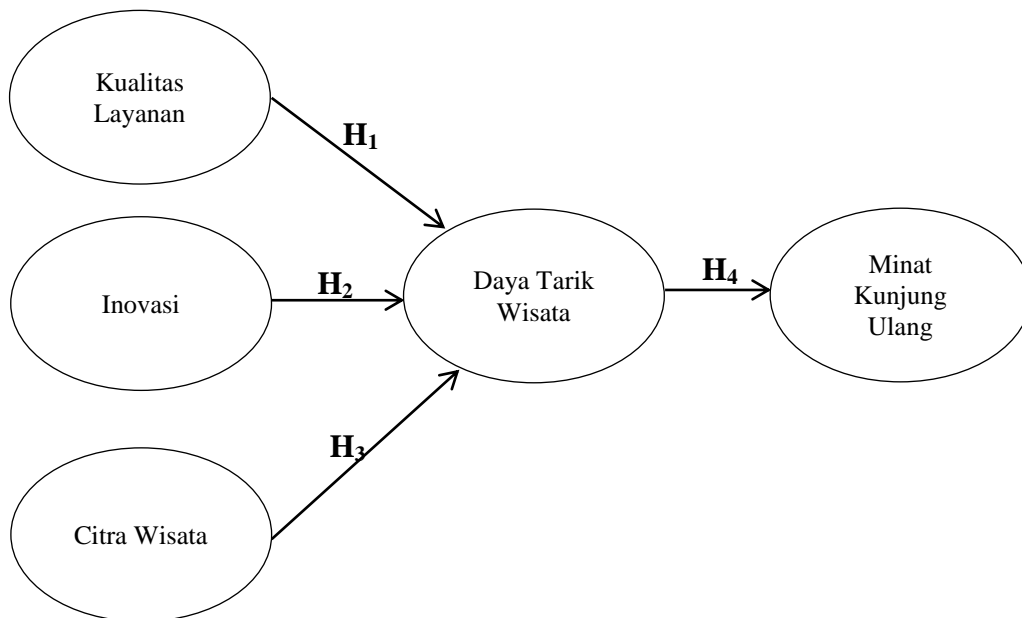 Kualitas
Layanan
H₁
Inovasi
H₂
Daya Tarik
Wisata
H₄
Minat
Kunjung
Ulang
H₃
Citra Wisata